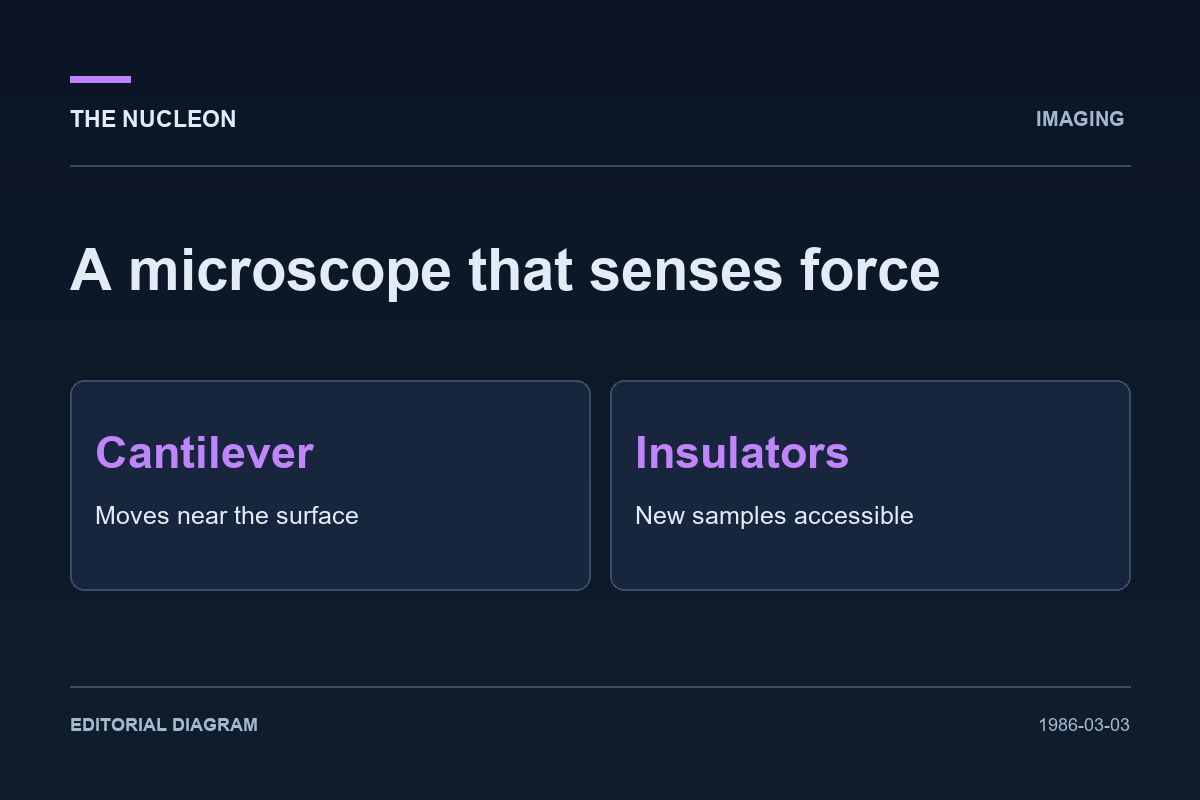 THE NUCLEON
IMAGING
A microscope that senses force
Cantilever
Moves near the surface
Insulators
New samples accessible
EDITORIAL DIAGRAM
1986-03-03